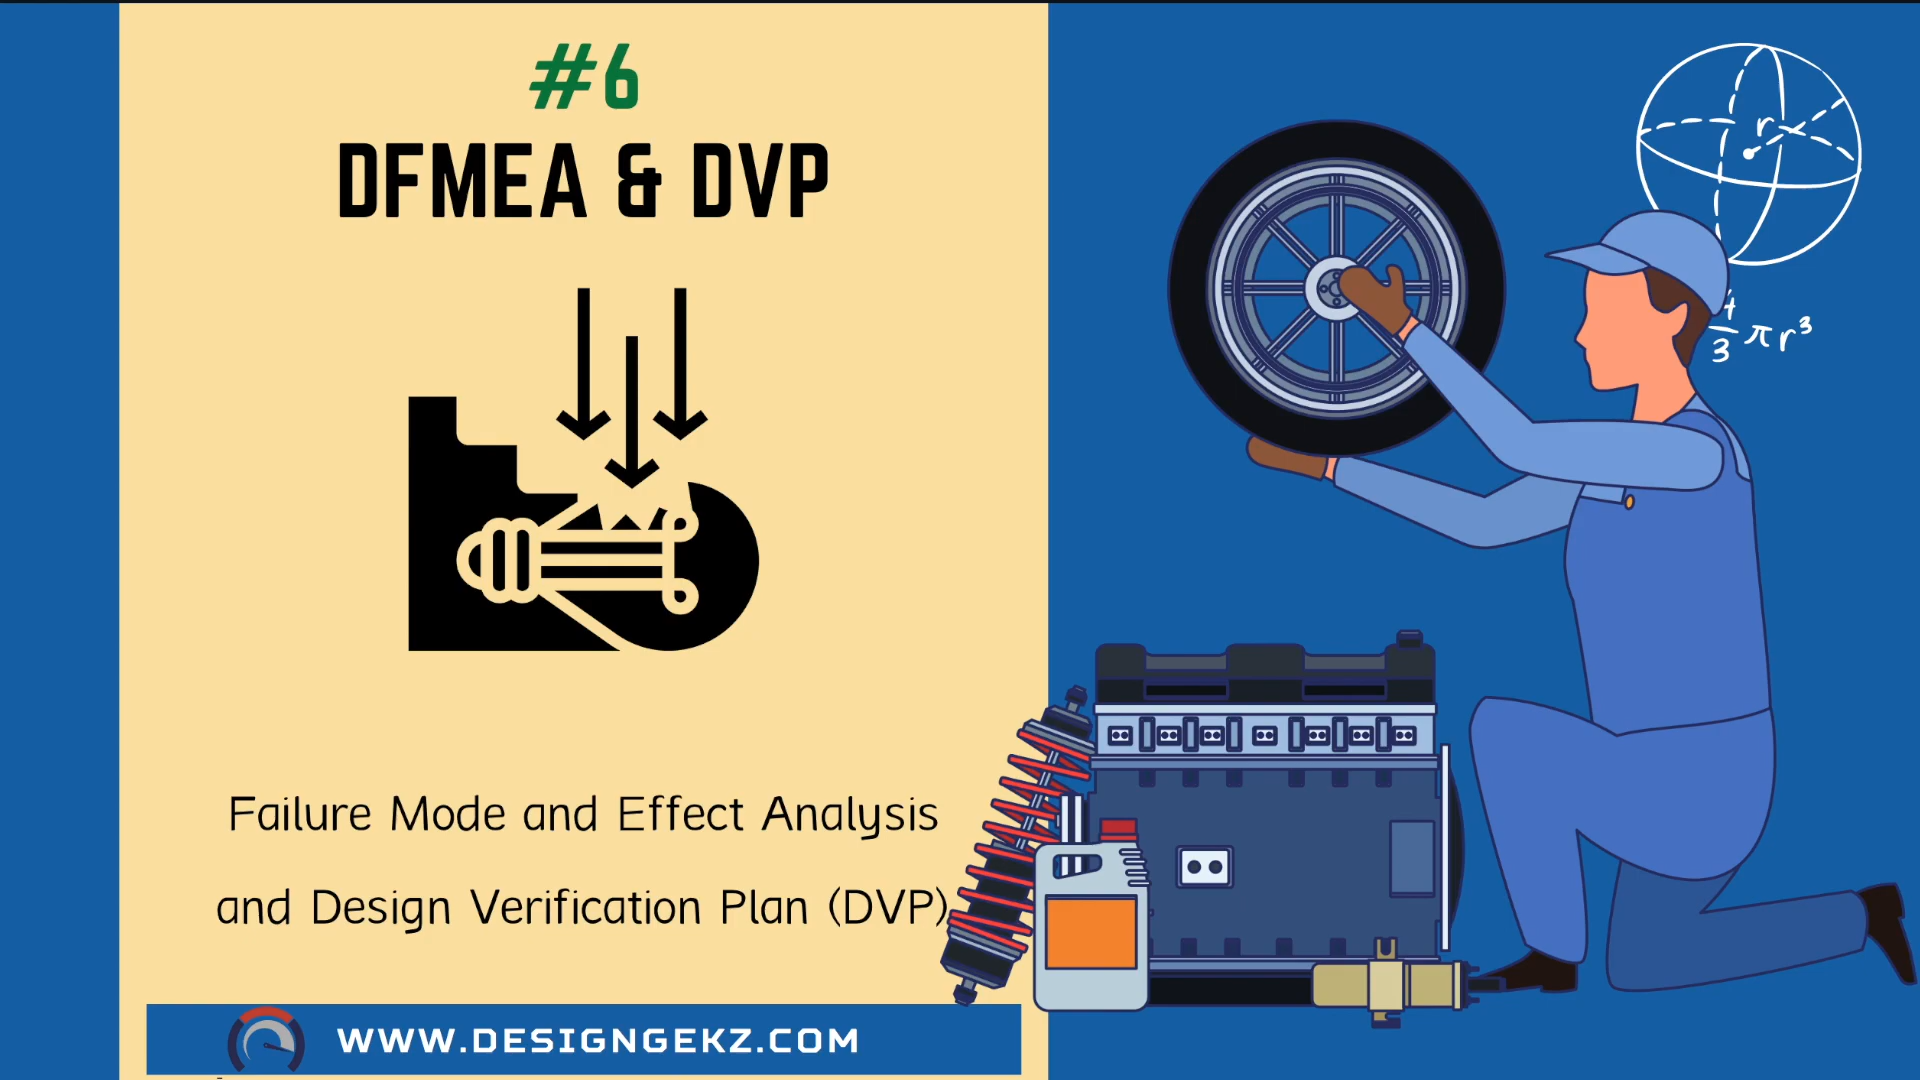 #6
DFMEA & DVP
Failure Mode and Effect Analysis
and Design Verification Plan (DVP)
WWW.DESIGNGEKZ.COM
r
4/3 πr³